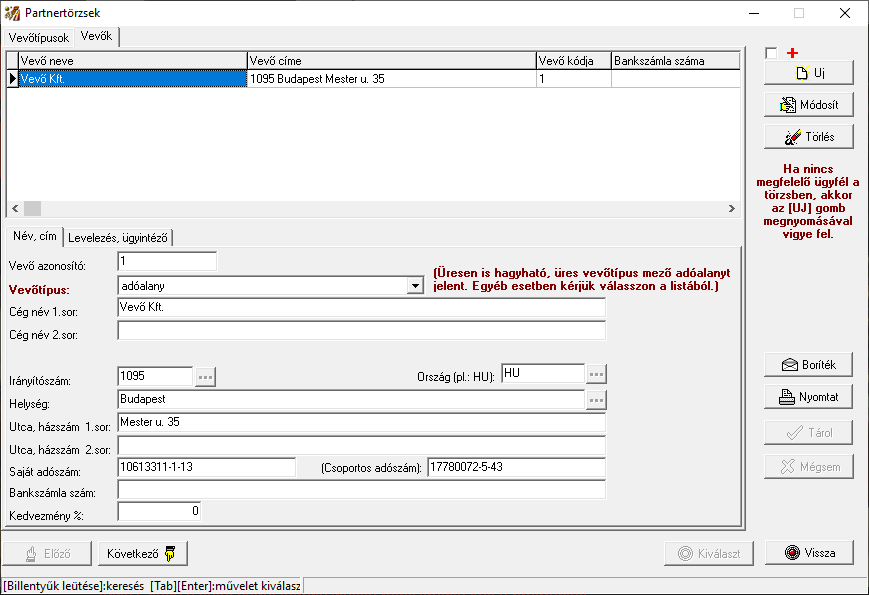 Partnertörzsek
Vevőtípusok Vevők
Vevő neve Vevő címe Vevő kódja Bankszámla száma
Vevő Kft. 1095 Budapest Mester u. 35 1
Uj
Módosít
Törlés
Ha nincs
megfelelő ügyfél a
törzsben, akkor
az [UJ] gomb
megnyomásával
vigye fel.
Név, cím Levelezés, ügyintéző
Vevő azonosító: 1
Vevőtípus: adóalany
(Üresen is hagyható, üres vevőtípus mező adóalanyt
jelent. Egyéb esetben kérjük válasszon a listából.)
Cég név 1.sor: Vevő Kft.
Cég név 2.sor:
Irányítószám: 1095 ... Ország (pl.: HU): HU ...
Helység: Budapest ...
Utca, házszám 1.sor: Mester u. 35
Utca, házszám 2.sor:
Saját adószám: 10613311-1-13 (Csoportos adószám): 17780072-5-43
Bankszámla szám:
Kedvezmény %: 0
Boríték
Nyomtat
Tárol
Mégsem
Előző Következő Kiválaszt Vissza
[Billentyűk leütése]:keresés [Tab][Enter]:művelet kiválasz